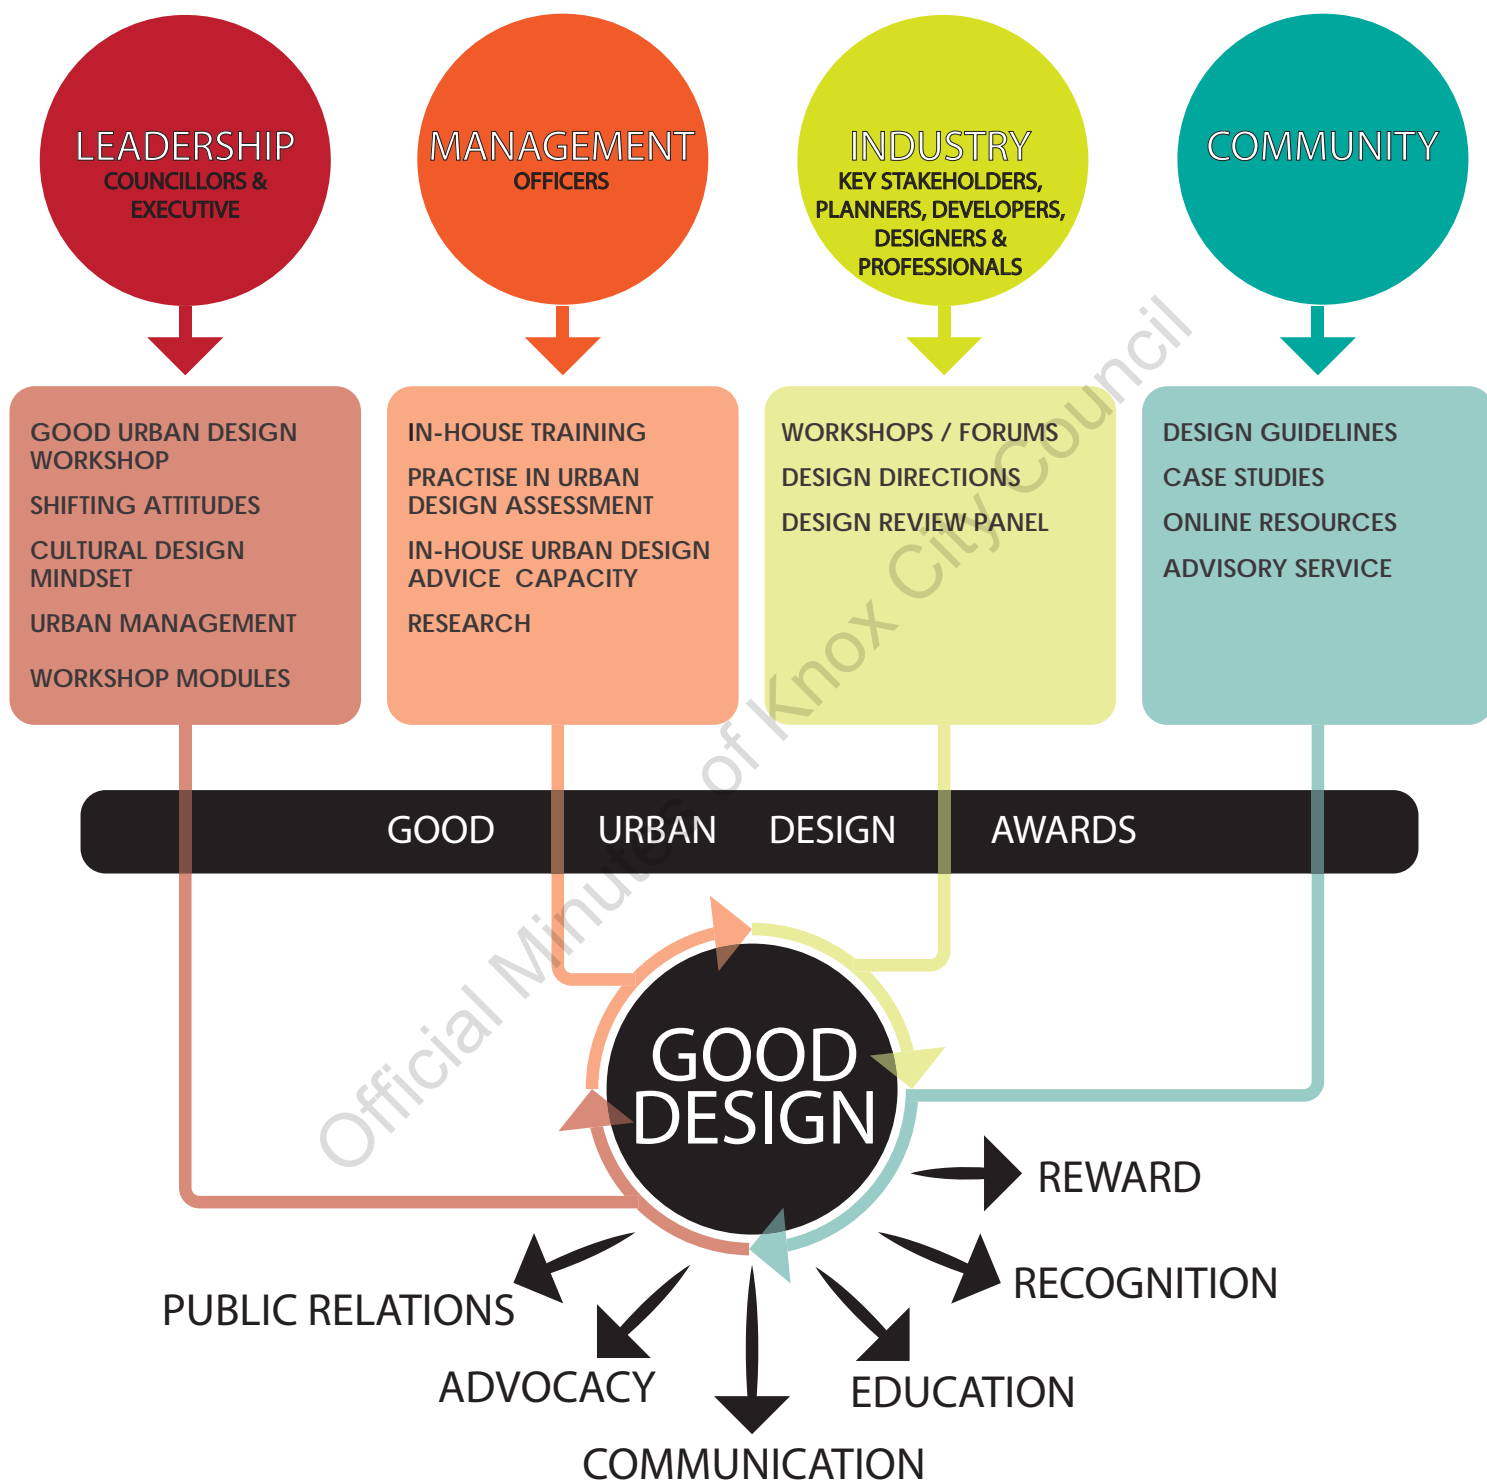 LEADERSHIP
COUNCILLORS &
EXECUTIVE
MANAGEMENT
OFFICERS
INDUSTRY
KEY STAKEHOLDERS,
PLANNERS, DEVELOPERS,
DESIGNERS &
PROFESSIONALS
COMMUNITY
GOOD URBAN DESIGN
WORKSHOP
SHIFTING ATTITUDES
CULTURAL DESIGN
MINDSET
URBAN MANAGEMENT
WORKSHOP MODULES
IN-HOUSE TRAINING
PRACTISE IN URBAN
DESIGN ASSESSMENT
IN-HOUSE URBAN DESIGN
ADVICE CAPACITY
RESEARCH
WORKSHOPS / FORUMS
DESIGN DIRECTIONS
DESIGN REVIEW PANEL
DESIGN GUIDELINES
CASE STUDIES
ONLINE RESOURCES
ADVISORY SERVICE
GOOD URBAN DESIGN AWARDS
GOOD
DESIGN
REWARD
RECOGNITION
PUBLIC RELATIONS
ADVOCACY
EDUCATION
COMMUNICATION
Official Minutes of Knox City Council